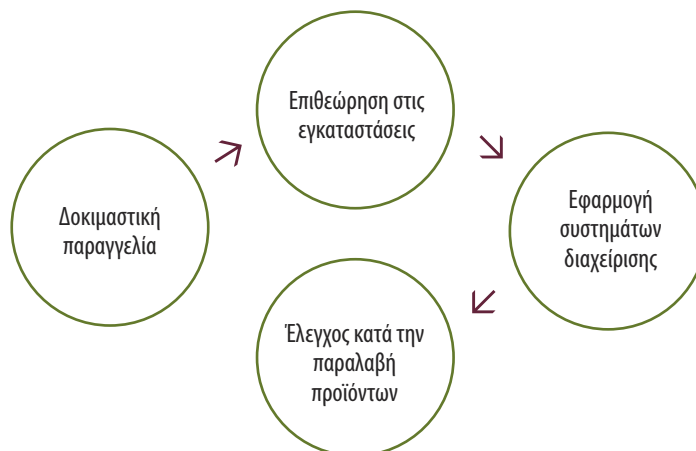 Επιθεώρηση στις
εγκαταστάσεις
Δοκιμαστική
παραγγελία
Εφαρμογή
συστημάτων
διαχείρισης
Έλεγχος κατά την
παραλαβή
προϊόντων